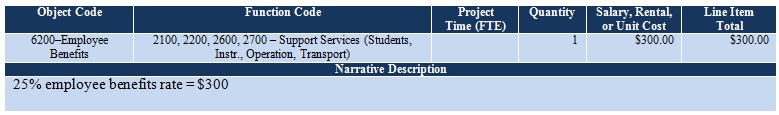 Object Code Function Code Project Time (FTE) Quantity Salary, Rental, or Unit Cost Line Item Total
6200–Employee Benefits 2100, 2200, 2600, 2700 – Support Services (Students, Instr., Operation, Transport) 1 $300.00 $300.00
Narrative Description
25% employee benefits rate = $300